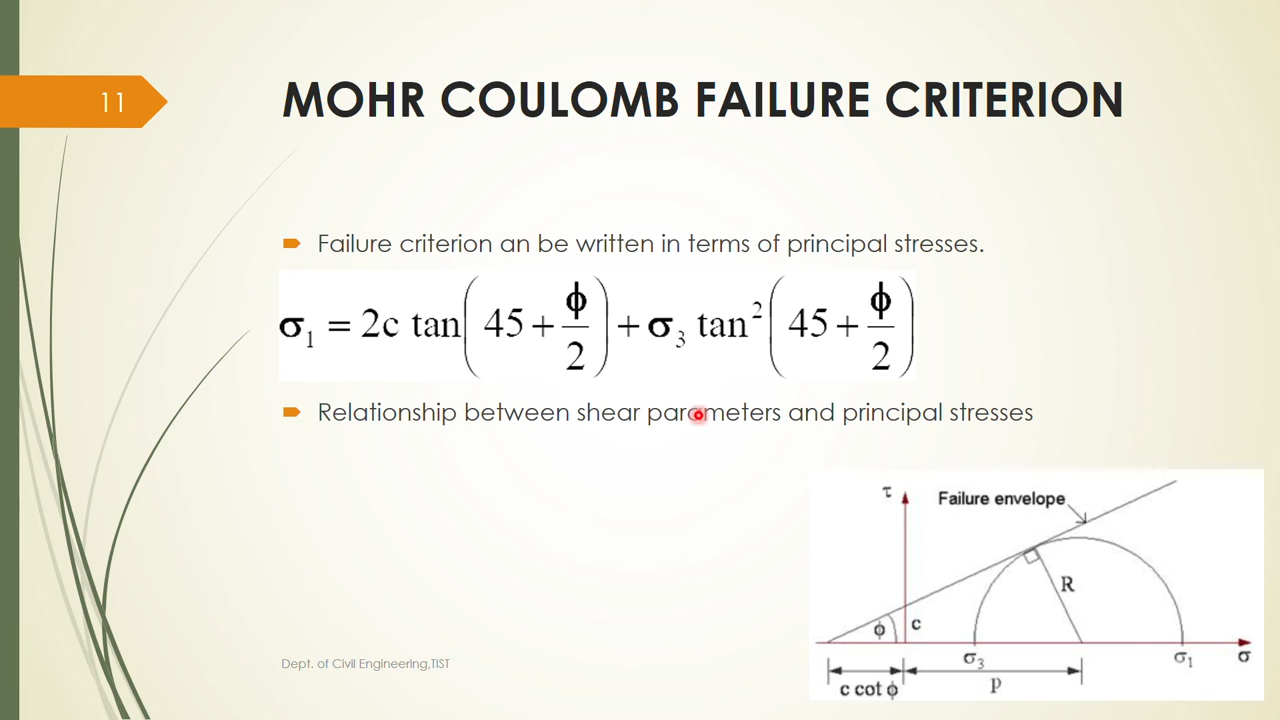 11
MOHR COULOMB FAILURE CRITERION
Failure criterion an be written in terms of principal stresses.
σ₁ = 2c tan(45 + ϕ/2) + σ₃ tan²(45 + ϕ/2)
Relationship between shear parameters and principal stresses
τ
Failure envelope
R
ϕ
c
σ₃
σ₁
σ
c cot ϕ
p
Dept. of Civil Engineering,TIST